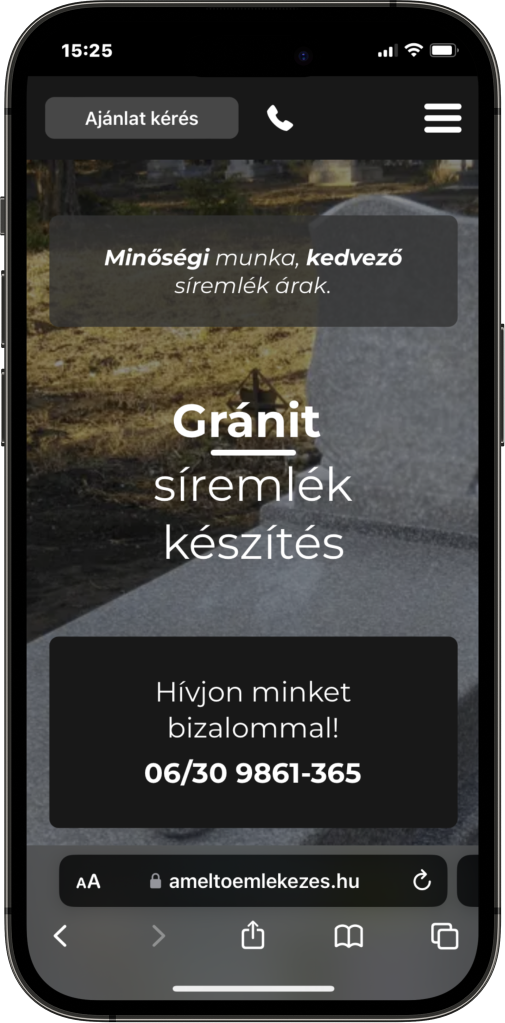 15:25
Ajánlat kérés
Minőségi munka, kedvező
síremlék árak.
Gránit
síremlék
készítés
Hívjon minket
bizalommal!
06/30 9861-365
AA
ameltoemlekezes.hu